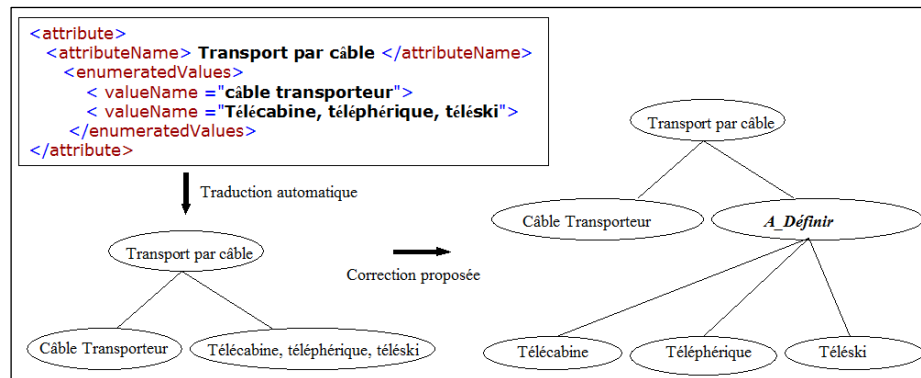 <attribute>
<attributeName> Transport par câble </attributeName>
<enumeratedValues>
< valueName ="câble transporteur">
< valueName ="Télécabine, téléphérique, téléski">
</enumeratedValues>
</attribute>
Traduction automatique
Transport par câble
Câble Transporteur
Télécabine, téléphérique, téléski
Correction proposée
Transport par câble
Câble Transporteur
A_Définir
Télécabine
Téléphérique
Téléski